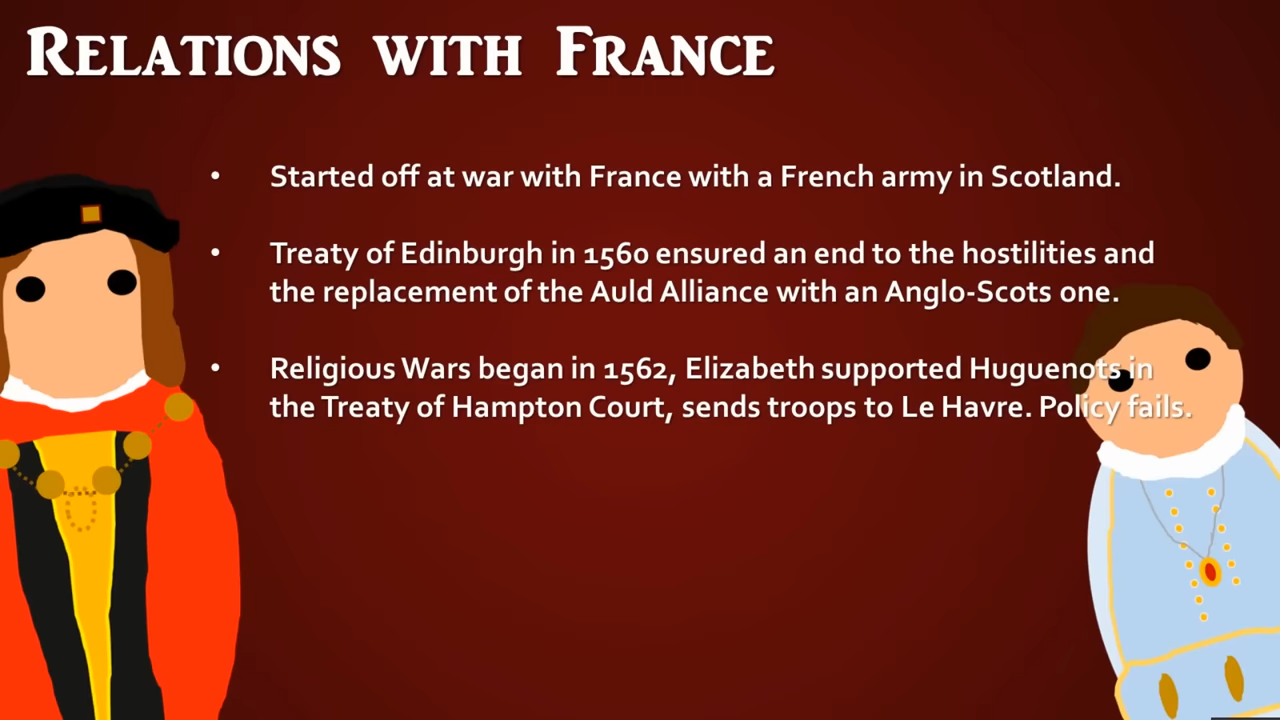 Relations with France
• Started off at war with France with a French army in Scotland.
• Treaty of Edinburgh in 1560 ensured an end to the hostilities and
the replacement of the Auld Alliance with an Anglo-Scots one.
• Religious Wars began in 1562, Elizabeth supported Huguenots in
the Treaty of Hampton Court, sends troops to Le Havre. Policy fails.